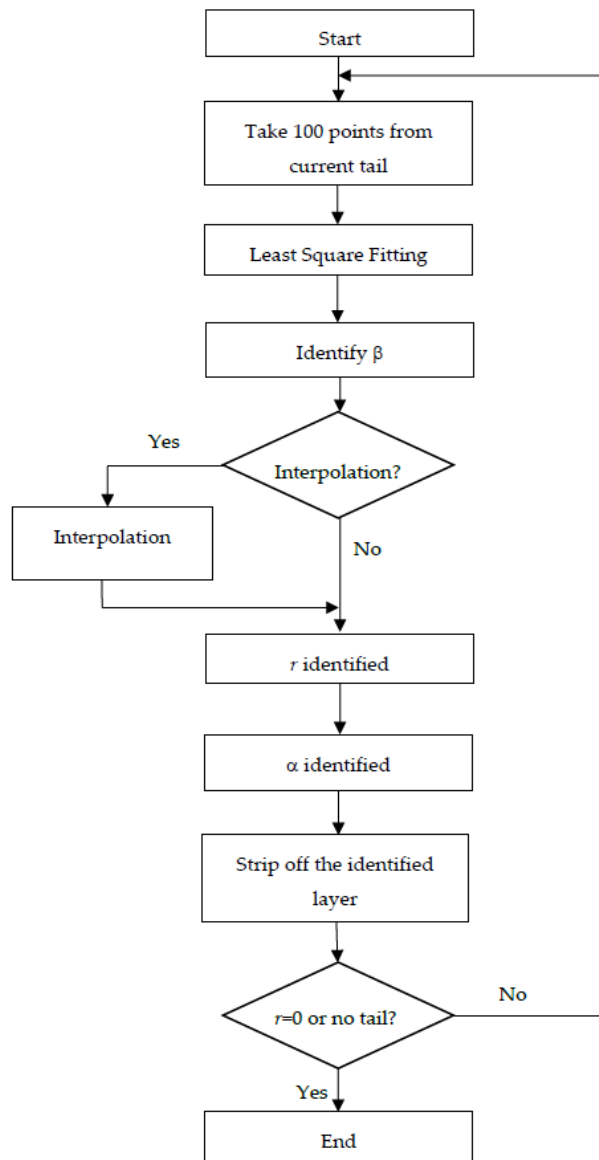 Start
Take 100 points from
current tail
Least Square Fitting
Identify β
Yes
Interpolation?
Interpolation
No
r identified
α identified
Strip off the identified
layer
No
r=0 or no tail?
Yes
End